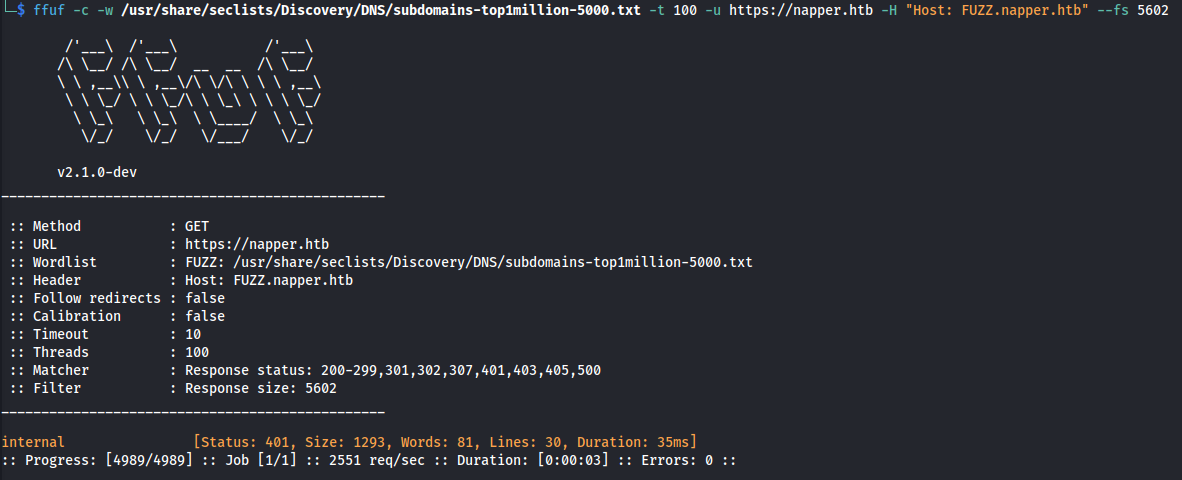 └─$ ffuf -c -w /usr/share/seclists/Discovery/DNS/subdomains-top1million-5000.txt -t 100 -u https://napper.htb -H "Host: FUZZ.napper.htb" --fs 5602
        /'___\  /'___\           /'___\
       /\ \__/ /\ \__/  __  __  /\ \__/
       \ \ ,__\\ \ ,__\/\ \/\ \ \ \ ,__\
        \ \ \_/ \ \ \_/\ \ \_\ \ \ \ \_/
         \ \_\   \ \_\  \ \____/  \ \_\
          \/_/    \/_/   \/___/    \/_/
       v2.1.0-dev
________________________________________________
 :: Method           : GET
 :: URL              : https://napper.htb
 :: Wordlist         : FUZZ: /usr/share/seclists/Discovery/DNS/subdomains-top1million-5000.txt
 :: Header           : Host: FUZZ.napper.htb
 :: Follow redirects : false
 :: Calibration      : false
 :: Timeout          : 10
 :: Threads          : 100
 :: Matcher          : Response status: 200-299,301,302,307,401,403,405,500
 :: Filter           : Response size: 5602
________________________________________________
internal                [Status: 401, Size: 1293, Words: 81, Lines: 30, Duration: 35ms]
:: Progress: [4989/4989] :: Job [1/1] :: 2551 req/sec :: Duration: [0:00:03] :: Errors: 0 ::